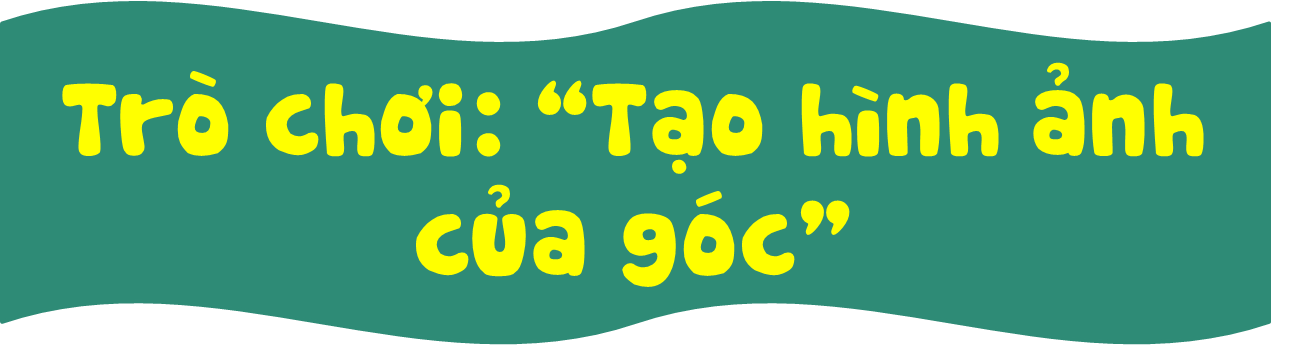 Trò chơi: “Tạo hình ảnh
của góc”